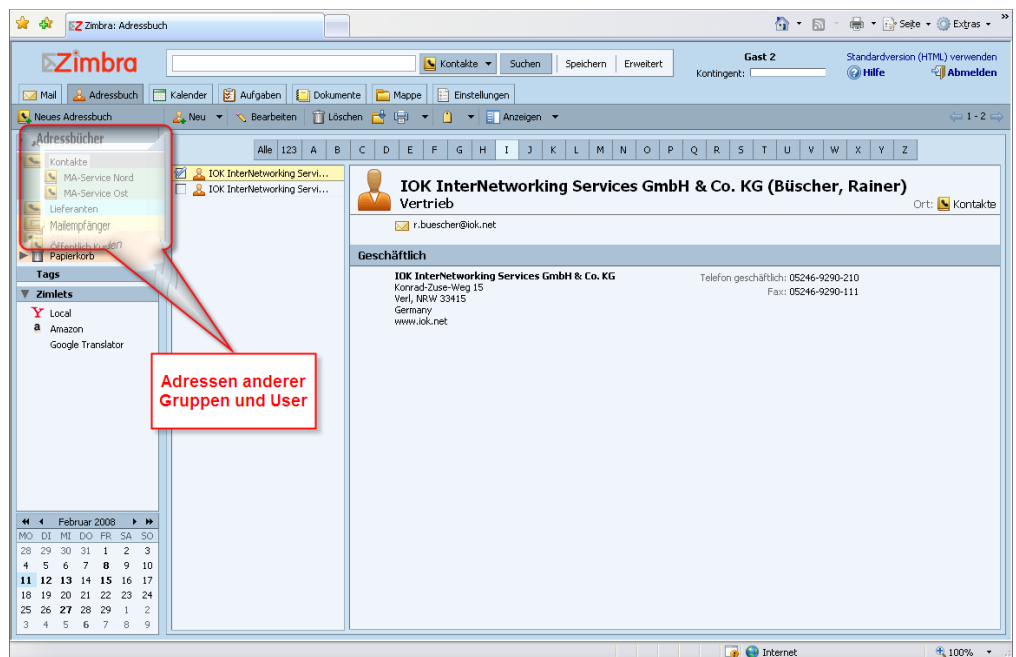 Zimbra: Adressbuch
Seite
Extras
Zimbra
Kontakte
Suchen
Speichern
Erweitert
Gast 2
Kontingent:
Standardversion (HTML) verwenden
Hilfe
Abmelden
Mail
Adressbuch
Kalender
Aufgaben
Dokumente
Mappe
Einstellungen
Neues Adressbuch
Neu
Bearbeiten
Löschen
Anzeigen
1 - 2
Adressbücher
Kontakte
MA-Service Nord
MA-Service Ost
Lieferanten
Mailempfänger
Öffentlich Kunden
Papierkorb
Tags
Zimlets
Local
Amazon
Google Translator
Alle 123 A B C D E F G H I J K L M N O P Q R S T U V W X Y Z
IOK InterNetworking Servi...
IOK InterNetworking Servi...
IOK InterNetworking Services GmbH & Co. KG (Büscher, Rainer)
Vertrieb
Ort: Kontakte
r.buescher@iok.net
Geschäftlich
IOK InterNetworking Services GmbH & Co. KG
Konrad-Zuse-Weg 15
Verl, NRW 33415
Germany
www.iok.net
Telefon geschäftlich: 05246-9290-210
Fax: 05246-9290-111
Adressen anderer
Gruppen und User
Februar 2008
MO DI MI DO FR SA SO
28 29 30 31 1 2 3
4 5 6 7 8 9 10
11 12 13 14 15 16 17
18 19 20 21 22 23 24
25 26 27 28 29 1 2
3 4 5 6 7 8 9
Internet
100%